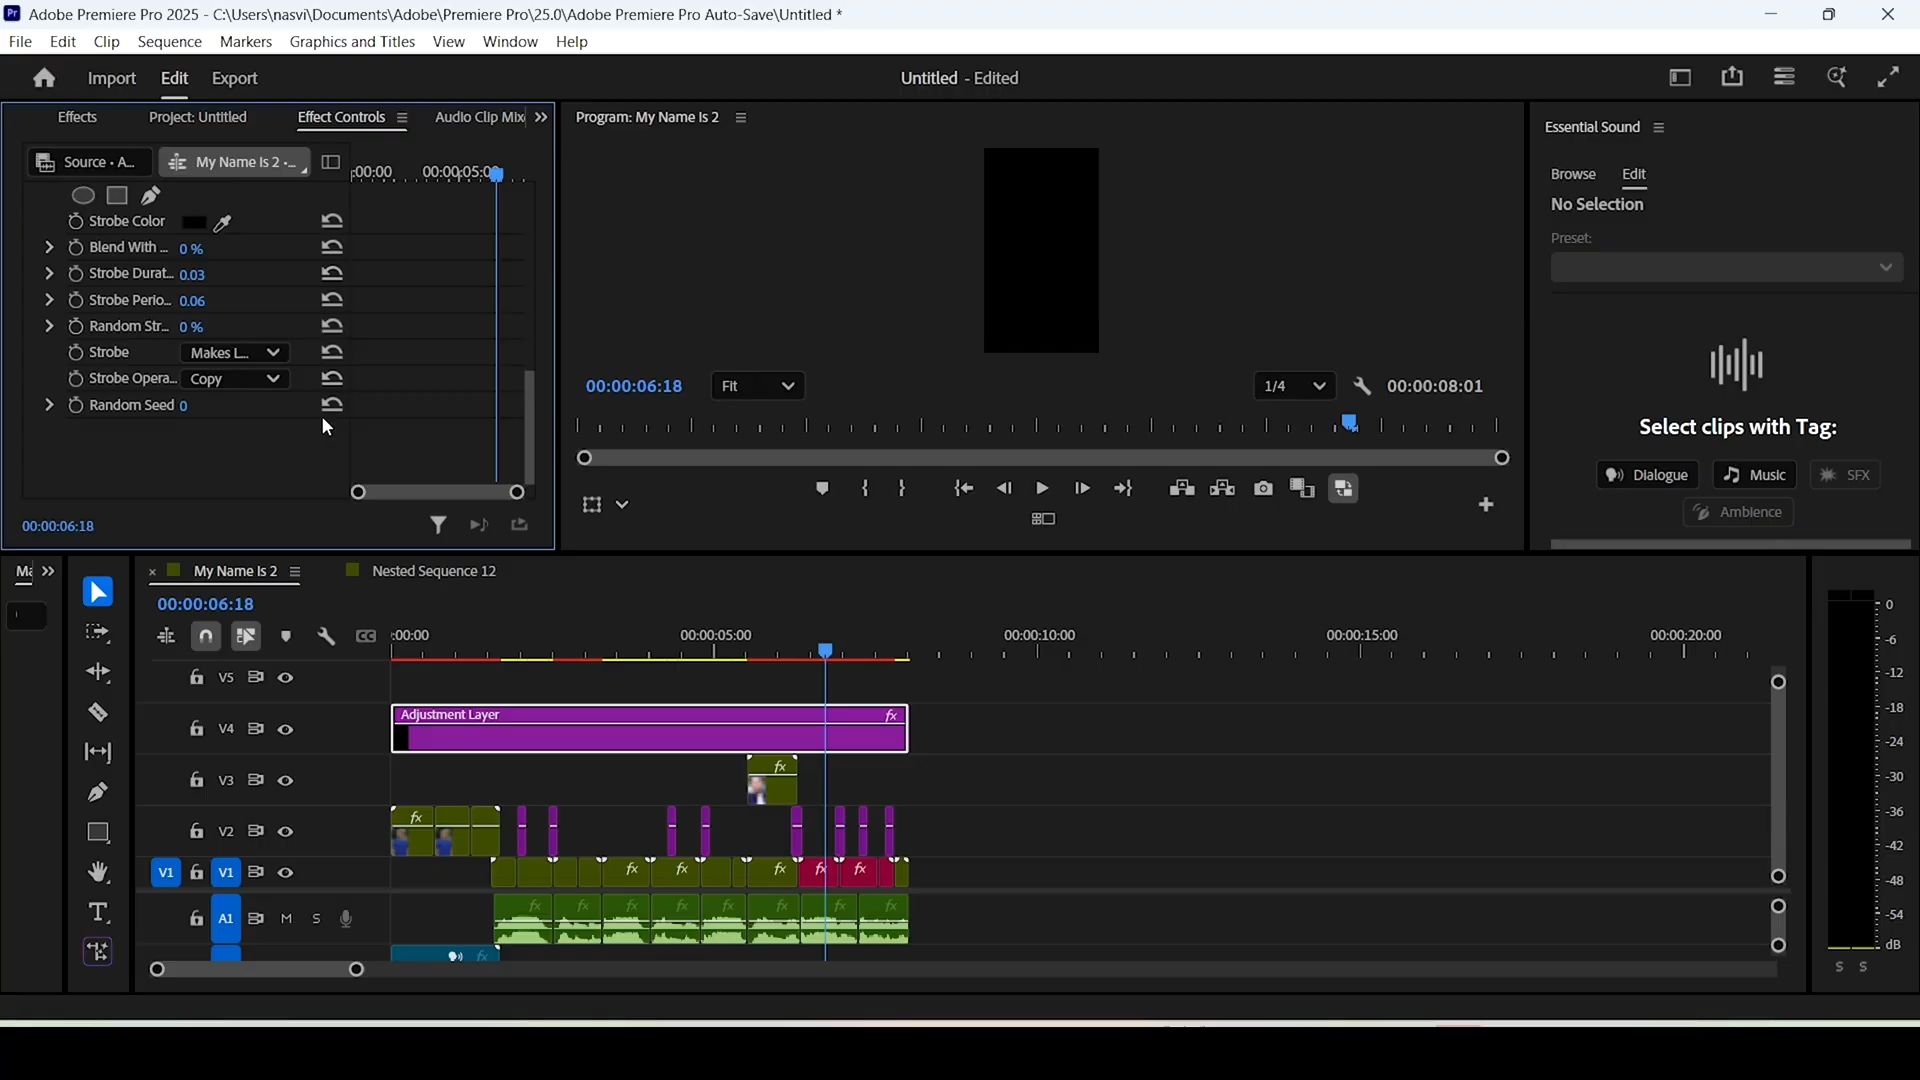 Adobe Premiere Pro 2025 - C:\Users\nasvi\Documents\Adobe\Premiere Pro\25.0\Adobe Premiere Pro Auto-Save\Untitled *
File Edit Clip Sequence Markers Graphics and Titles View Window Help
Import Edit Export
Untitled - Edited
Effects Project: Untitled Effect Controls Audio Clip Mix
Source • A... My Name Is 2 •...
:00:00 00:00:05:00
Strobe Color
Blend With ... 0 %
Strobe Durat... 0.03
Strobe Perio... 0.06
Random Str... 0 %
Strobe Makes L...
Strobe Opera... Copy
Random Seed 0
00:00:06:18
Program: My Name Is 2
00:00:06:18 Fit 1/4 00:00:08:01
Essential Sound
Browse Edit
No Selection
Preset:
Select clips with Tag:
Dialogue Music SFX
Ambience
My Name Is 2 Nested Sequence 12
00:00:06:18
:00:00 00:00:05:00 00:00:10:00 00:00:15:00 00:00:20:00
V5
V4
Adjustment Layer fx
V3
fx
V2
fx
V1 V1
fx fx fx fx fx
A1 M S
fx fx fx fx fx fx fx fx
fx
0
-6
-12
-18
-24
-30
-36
-42
-48
-54
dB
S S